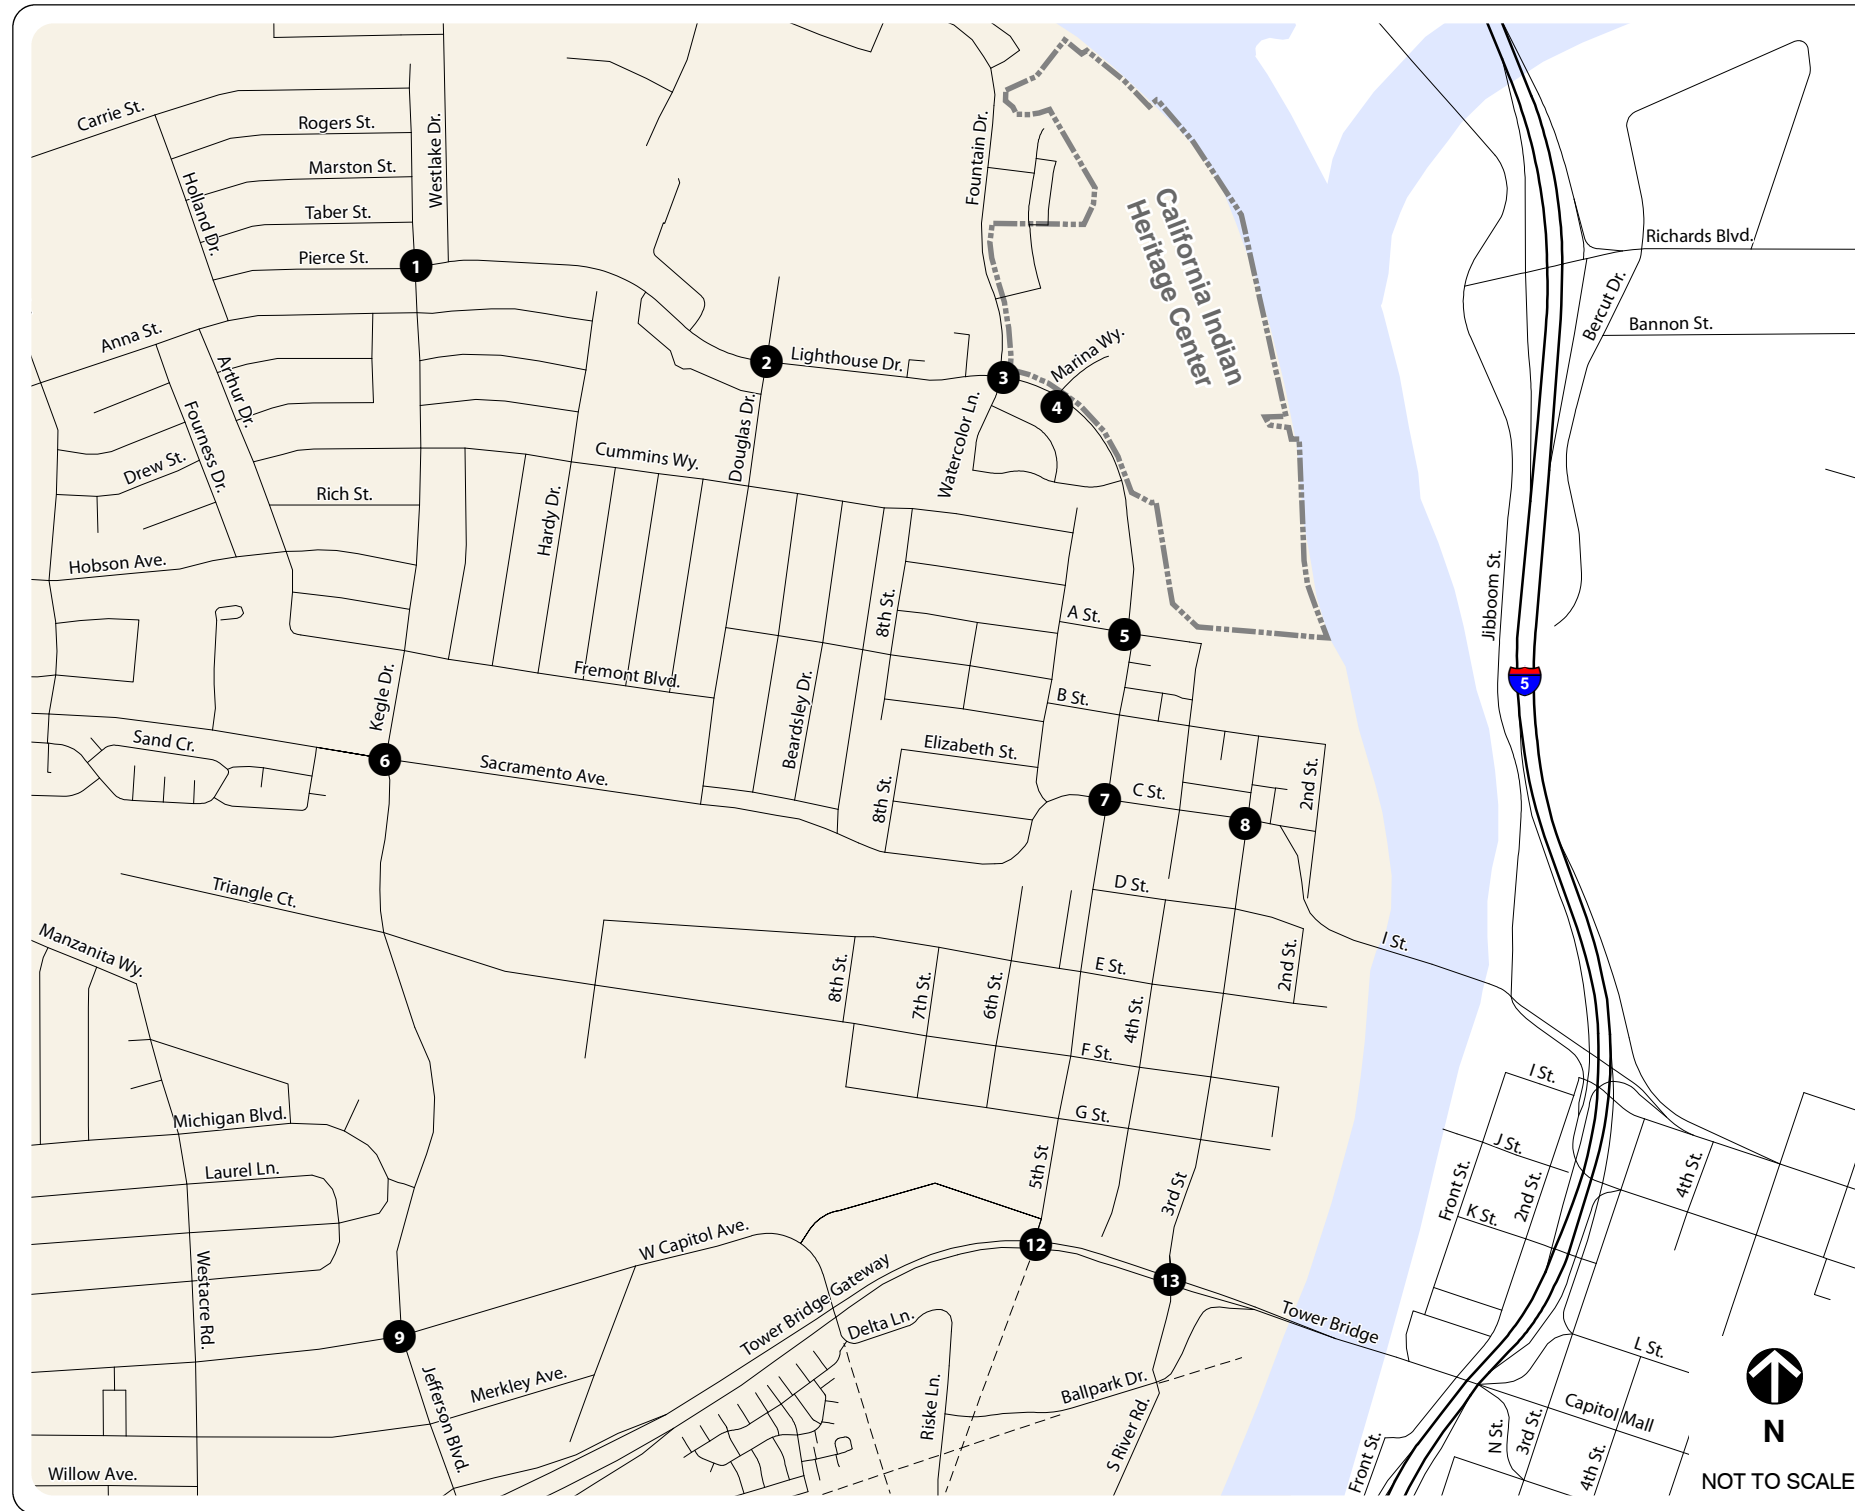 Carrie St.
Rogers St.
Marston St.
Taber St.
Pierce St.
Holland Dr.
Westlake Dr.
Fountain Dr.
California Indian
Heritage Center
Richards Blvd.
Bercut Dr.
Bannon St.
1
Anna St.
Arthur Dr.
2
Lighthouse Dr.
3
Marina Wy.
4
Fourness Dr.
Drew St.
Rich St.
Cummins Wy.
Douglas Dr.
Watercolor Ln.
Hardy Dr.
Hobson Ave.
8th St.
A St.
5
Jibboom St.
5
Kegle Dr.
Fremont Blvd.
Beardsley Dr.
B St.
Sand Cr.
6
Sacramento Ave.
Elizabeth St.
8th St.
7
C St.
8
2nd St.
Triangle Ct.
D St.
Manzanita Wy.
8th St.
7th St.
6th St.
E St.
4th St.
2nd St.
I St.
F St.
G St.
Michigan Blvd.
Laurel Ln.
I St.
J St.
Front St.
K St.
2nd St.
4th St.
5th St
3rd St
W Capitol Ave.
12
Westacre Rd.
Tower Bridge Gateway
13
Tower Bridge
9
Delta Ln.
Jefferson Blvd.
Merkley Ave.
Riske Ln.
Ballpark Dr.
S River Rd.
L St.
Capitol Mall
N St.
3rd St.
4th St.
Front St.
Willow Ave.
N
NOT TO SCALE